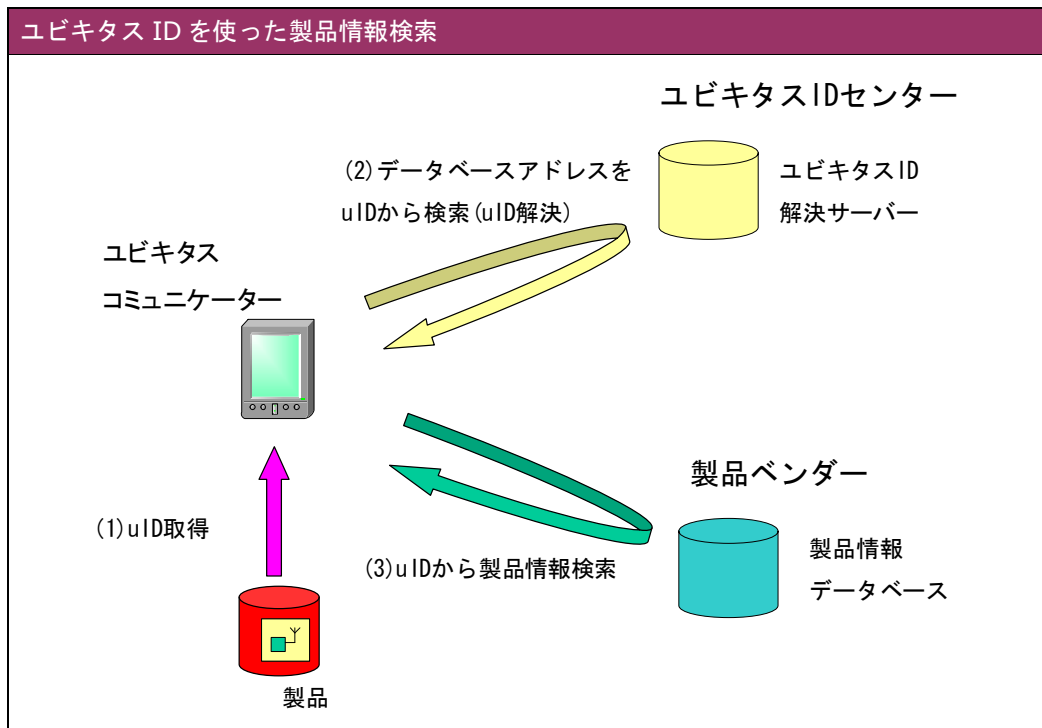 ユビキタス ID を使った製品情報検索
ユビキタスIDセンター
(2)データベースアドレスを
uIDから検索(uID解決)
ユビキタスID
解決サーバー
ユビキタス
コミュニケーター
製品ベンダー
(1)uID取得
(3)uIDから製品情報検索
製品情報
データベース
製品